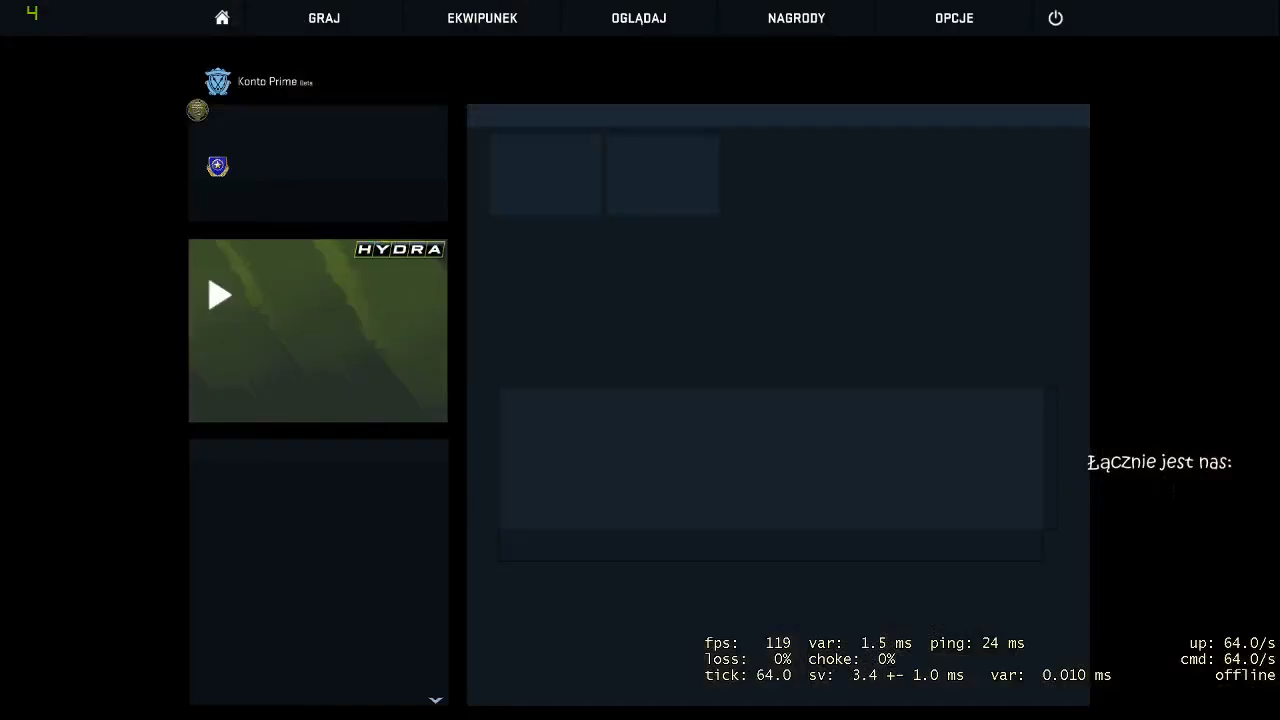 4
GRAJ
EKWIPUNEK
OGLĄDAJ
NAGRODY
OPCJE
Konto Prime Beta
HYDRA
Łącznie jest nas:
fps: 119 var: 1.5 ms ping: 24 ms
loss: 0% choke: 0%
tick: 64.0 sv: 3.4 +- 1.0 ms var: 0.010 ms
up: 64.0/s
cmd: 64.0/s
offline